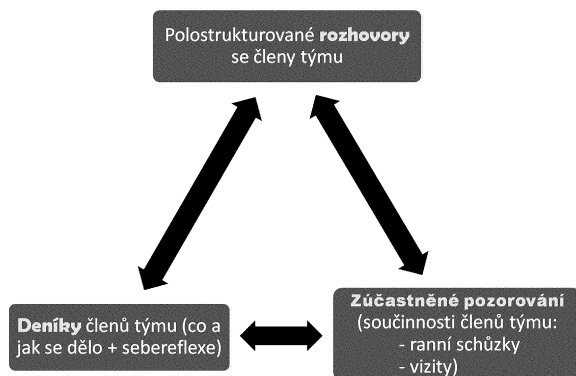 Polostrukturované rozhovory
se členy týmu
Deníky členů týmu (co a
jak se dělo + sebereflexe)
Zúčastněné pozorování
(součinnosti členů týmu:
- ranní schůzky
- vizity)